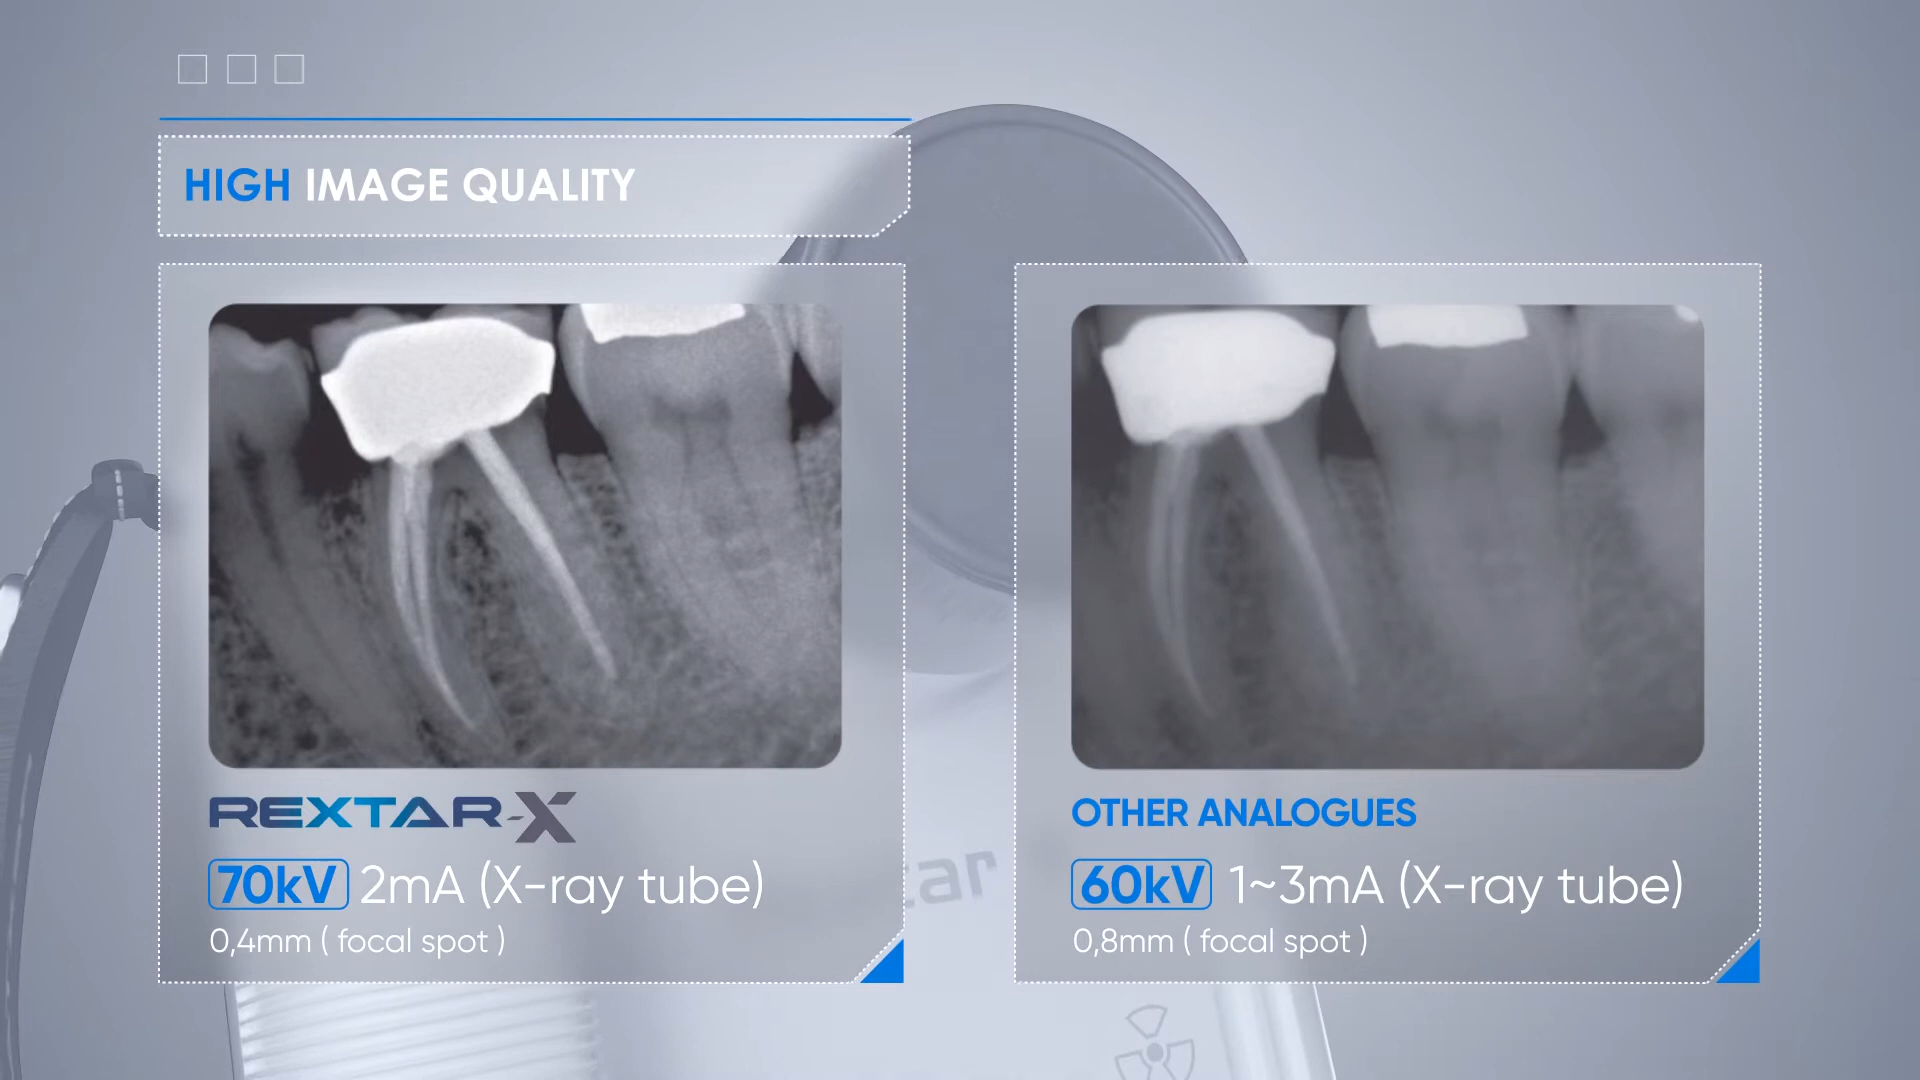 HIGH IMAGE QUALITY
REXTAR-X
70kV 2mA (X-ray tube)
0,4mm ( focal spot )
OTHER ANALOGUES
60kV 1~3mA (X-ray tube)
0,8mm ( focal spot )
tar